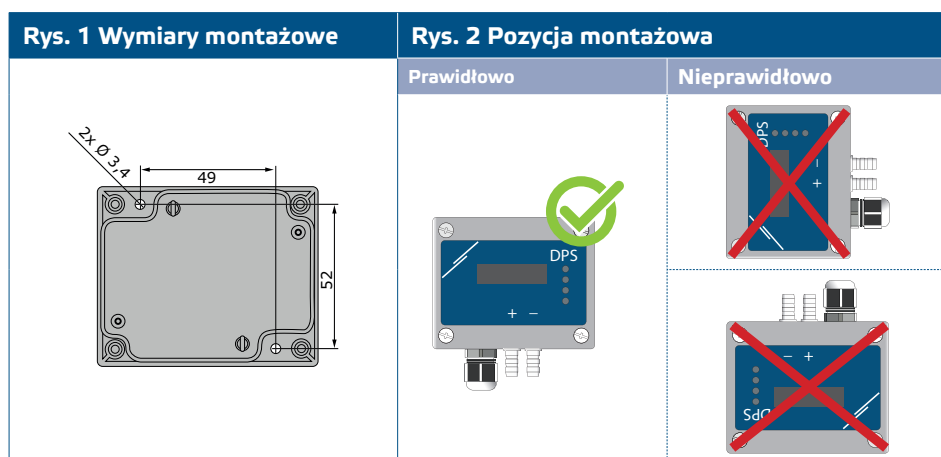 Rys. 1 Wymiary montażowe
Rys. 2 Pozycja montażowa
Prawidłowo
Nieprawidłowo
2x Ø 3,4
49
52
DPS
+ −
DPS
−
+
− +
DPS